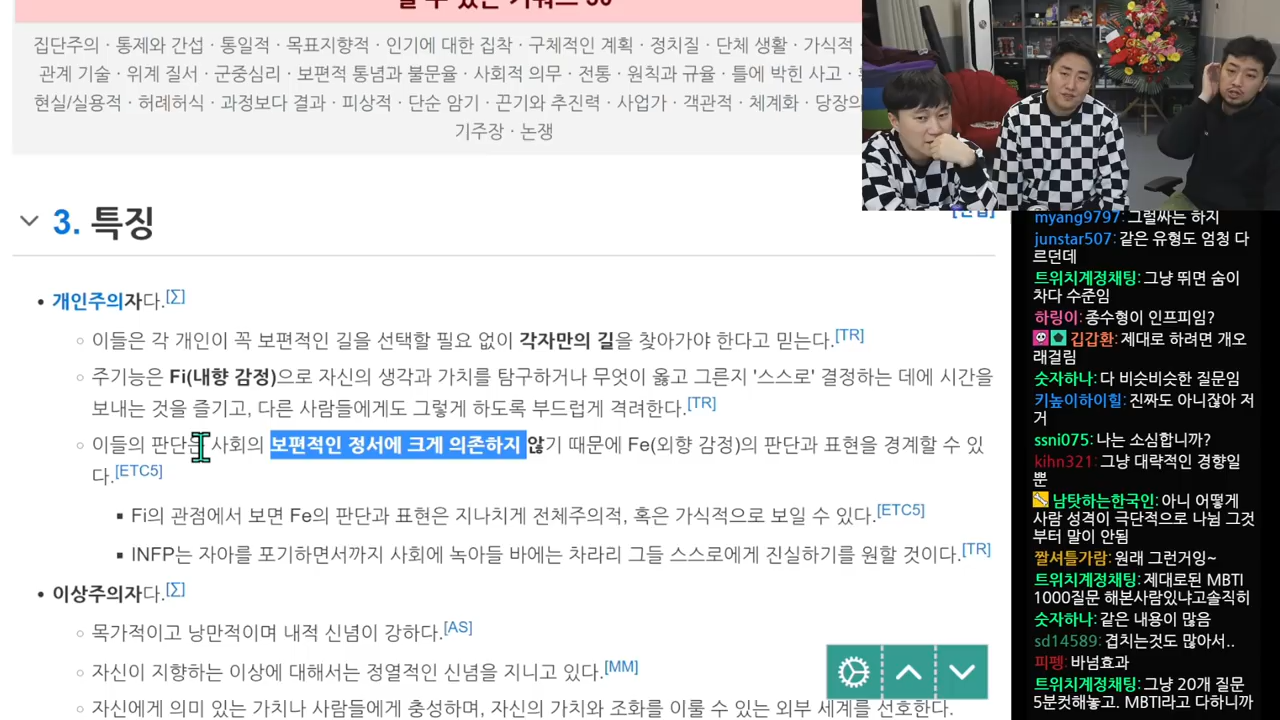 집단주의 · 통제와 간섭 · 통일적 · 목표지향적 · 인기에 대한 집착 · 구체적인 계획 · 정치질 · 단체 생활 · 가식적 ·
관계 기술 · 위계 질서 · 군중심리 · 보편적 통념과 불문율 · 사회적 의무 · 전통 · 원칙과 규율 · 틀에 박힌 사고 ·
현실/실용적 · 허례허식 · 과정보다 결과 · 피상적 · 단순 암기 · 끈기와 추진력 · 사업가 · 객관적 · 체계화 · 당장의
기주장 · 논쟁
3. 특징
• 개인주의자다.[∑]
○ 이들은 각 개인이 꼭 보편적인 길을 선택할 필요 없이 각자만의 길을 찾아가야 한다고 믿는다.[TR]
○ 주기능은 Fi(내향 감정)으로 자신의 생각과 가치를 탐구하거나 무엇이 옳고 그른지 '스스로' 결정하는 데에 시간을
보내는 것을 즐기고, 다른 사람들에게도 그렇게 하도록 부드럽게 격려한다.[TR]
○ 이들의 판단은 사회의 보편적인 정서에 크게 의존하지 않기 때문에 Fe(외향 감정)의 판단과 표현을 경계할 수 있
다.[ETC5]
▪ Fi의 관점에서 보면 Fe의 판단과 표현은 지나치게 전체주의적, 혹은 가식적으로 보일 수 있다.[ETC5]
▪ INFP는 자아를 포기하면서까지 사회에 녹아들 바에는 차라리 그들 스스로에게 진실하기를 원할 것이다.[TR]
• 이상주의자다.[∑]
○ 목가적이고 낭만적이며 내적 신념이 강하다.[AS]
○ 자신이 지향하는 이상에 대해서는 정열적인 신념을 지니고 있다.[MM]
○ 자신에게 의미 있는 가치나 사람들에게 충성하며, 자신의 가치와 조화를 이룰 수 있는 외부 세계를 선호한다.
myang9797: 그럴싸는 하지
junstar507: 같은 유형도 엄청 다
르던데
트위치계정채팅: 그냥 뛰면 숨이
차다 수준임
하링이: 종수형이 인프피임?
깁갑환: 제대로 하려면 개오
래걸림
숫자하나: 다 비슷비슷한 질문임
키높이하이힐: 진짜도 아니잖아 저
거
ssni075: 나는 소심합니까?
kihn321: 그냥 대략적인 경향일
뿐
남탓하는한국인: 아니 어떻게
사람 성격이 극단적으로 나뉨 그것
부터 말이 안됨
짤셔틀가람: 원래 그런거잉~
트위치계정채팅: 제대로된 MBTI
1000질문 해본사람있냐고솔직히
숫자하나: 같은 내용이 많음
sd14589: 겹치는것도 많아서..
피펭: 바넘효과
트위치계정채팅: 그냥 20개 질문
5분컷해놓고. MBTI라고 다하니까